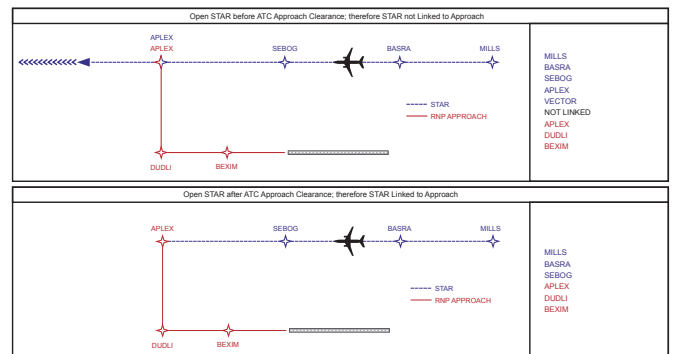 Open STAR before ATC Approach Clearance; therefore STAR not Linked to Approach
APLEX
APLEX
SEBOG
BASRA
MILLS
STAR
RNP APPROACH
DUDLI
BEXIM
MILLS
BASRA
SEBOG
APLEX
VECTOR
NOT LINKED
APLEX
DUDLI
BEXIM
Open STAR after ATC Approach Clearance; therefore STAR Linked to Approach
APLEX
SEBOG
BASRA
MILLS
STAR
RNP APPROACH
DUDLI
BEXIM
MILLS
BASRA
SEBOG
APLEX
DUDLI
BEXIM